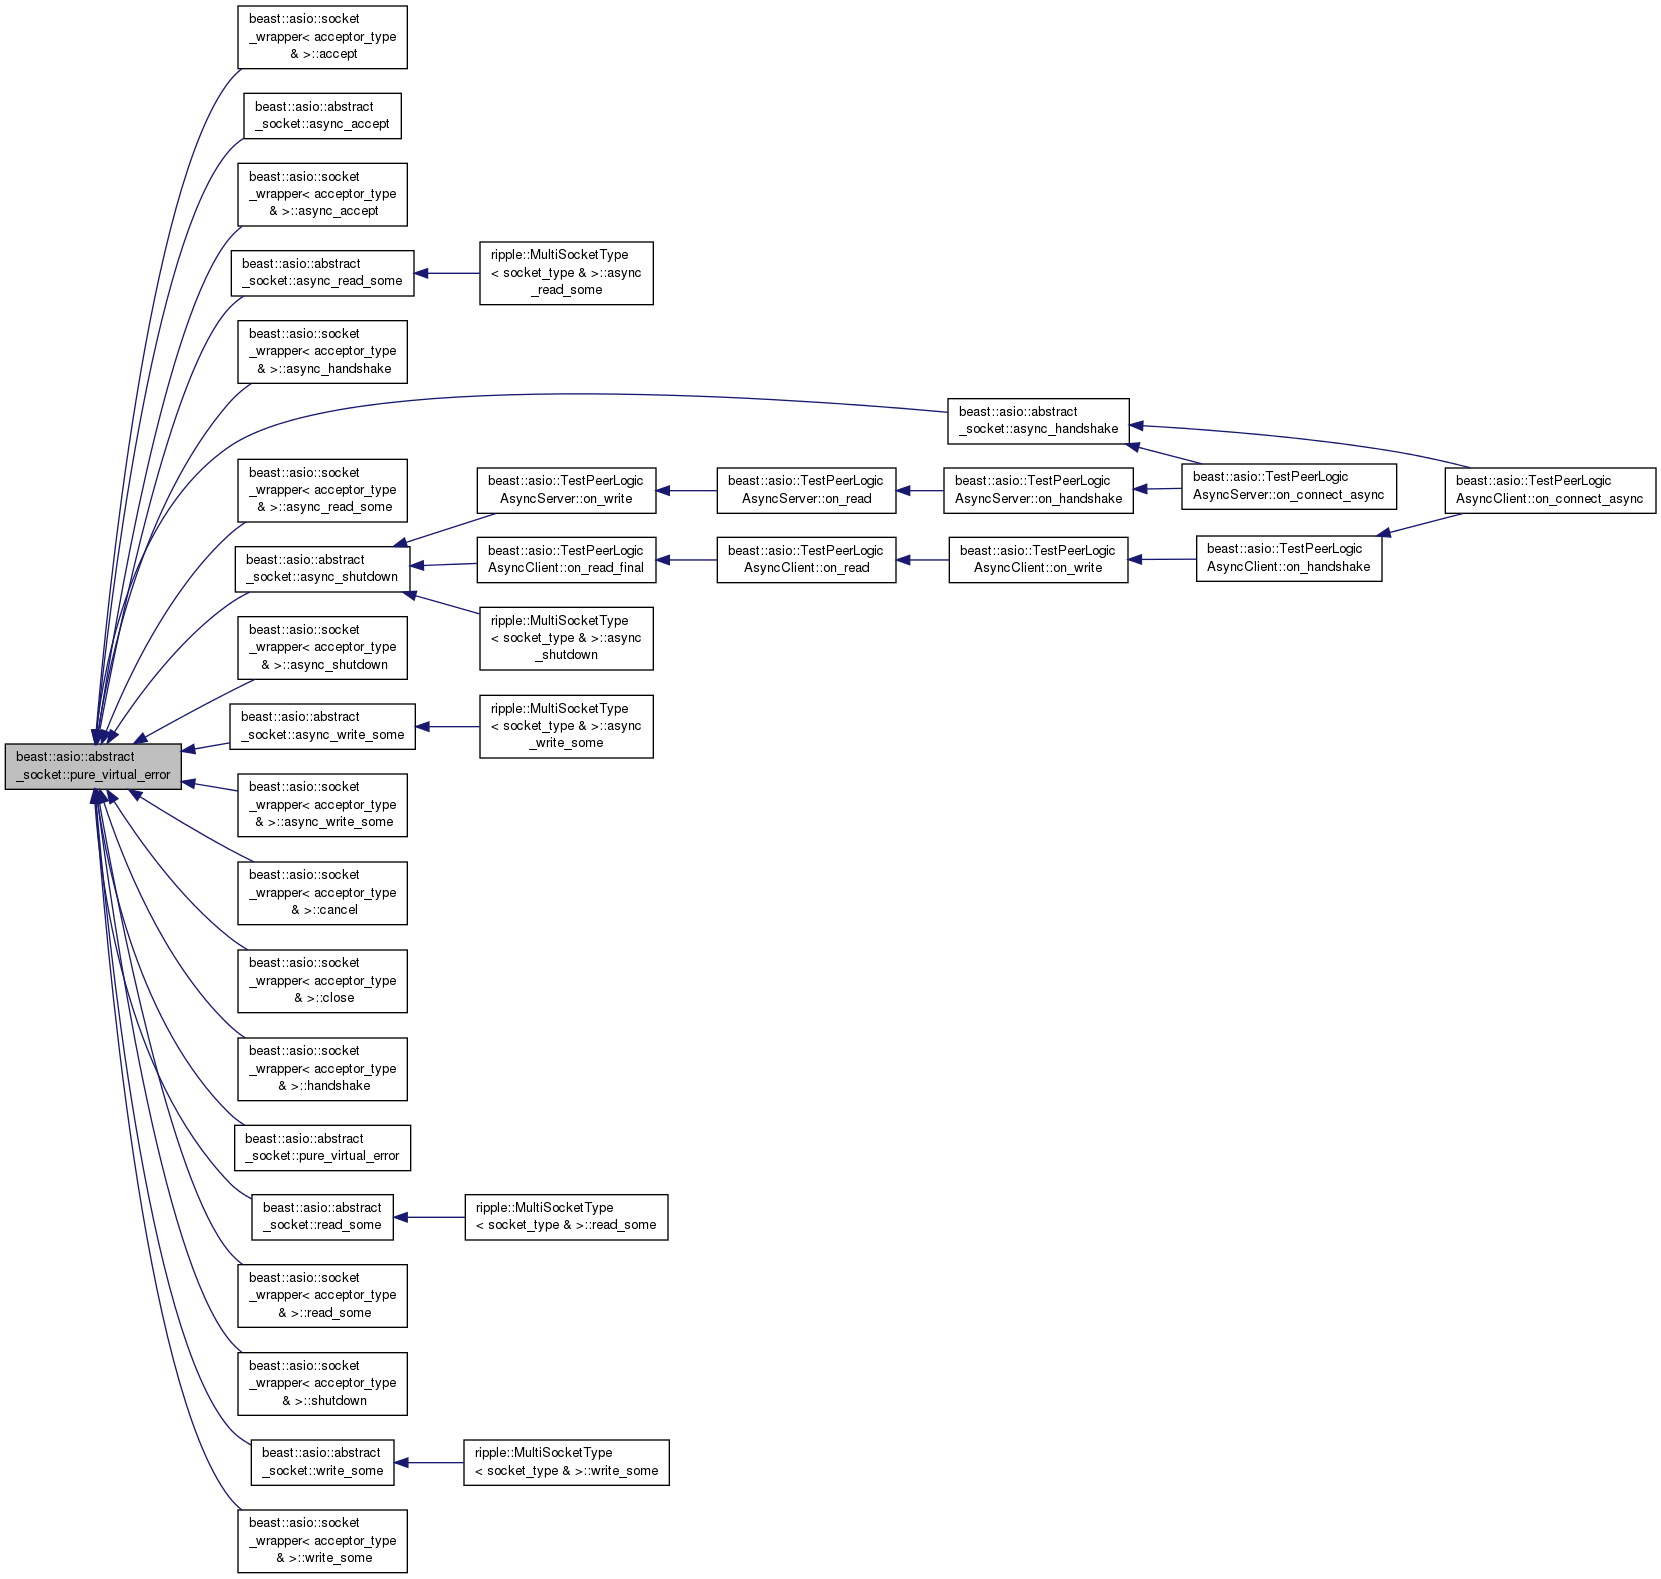 beast::asio::socket
_wrapper< acceptor_type
& >::accept
beast::asio::abstract
_socket::async_accept
beast::asio::socket
_wrapper< acceptor_type
& >::async_accept
beast::asio::abstract
_socket::async_read_some
ripple::MultiSocketType
< socket_type & >::async
_read_some
beast::asio::socket
_wrapper< acceptor_type
& >::async_handshake
beast::asio::abstract
_socket::async_handshake
beast::asio::socket
_wrapper< acceptor_type
& >::async_read_some
beast::asio::TestPeerLogic
AsyncServer::on_write
beast::asio::TestPeerLogic
AsyncServer::on_read
beast::asio::TestPeerLogic
AsyncServer::on_handshake
beast::asio::TestPeerLogic
AsyncServer::on_connect_async
beast::asio::TestPeerLogic
AsyncClient::on_connect_async
beast::asio::abstract
_socket::async_shutdown
beast::asio::TestPeerLogic
AsyncClient::on_read_final
beast::asio::TestPeerLogic
AsyncClient::on_read
beast::asio::TestPeerLogic
AsyncClient::on_write
beast::asio::TestPeerLogic
AsyncClient::on_handshake
ripple::MultiSocketType
< socket_type & >::async
_shutdown
beast::asio::socket
_wrapper< acceptor_type
& >::async_shutdown
beast::asio::abstract
_socket::async_write_some
ripple::MultiSocketType
< socket_type & >::async
_write_some
beast::asio::abstract
_socket::pure_virtual_error
beast::asio::socket
_wrapper< acceptor_type
& >::async_write_some
beast::asio::socket
_wrapper< acceptor_type
& >::cancel
beast::asio::socket
_wrapper< acceptor_type
& >::close
beast::asio::socket
_wrapper< acceptor_type
& >::handshake
beast::asio::abstract
_socket::pure_virtual_error
beast::asio::abstract
_socket::read_some
ripple::MultiSocketType
< socket_type & >::read_some
beast::asio::socket
_wrapper< acceptor_type
& >::read_some
beast::asio::socket
_wrapper< acceptor_type
& >::shutdown
beast::asio::abstract
_socket::write_some
ripple::MultiSocketType
< socket_type & >::write_some
beast::asio::socket
_wrapper< acceptor_type
& >::write_some